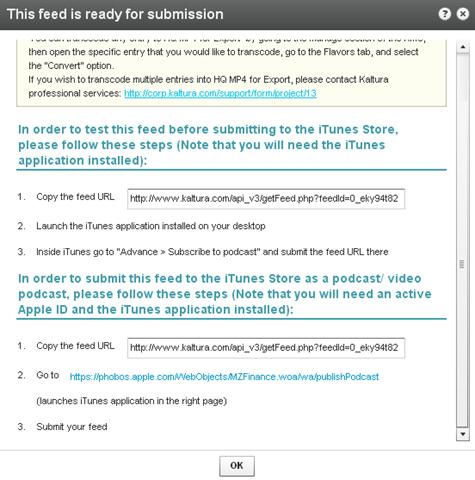 This feed is ready for submission
then open the specific entry that you would like to transcode, go to the Flavors tab, and select
the "Convert" option.
If you wish to transcode multiple entries into HQ MP4 for Export, please contact Kaltura
professional services: http://corp.kaltura.com/support/form/project/13
In order to test this feed before submitting to the iTunes Store,
please follow these steps (Note that you will need the iTunes
application installed):
1. Copy the feed URL http://www.kaltura.com/api_v3/getFeed.php?feedId=0_eky94t82
2. Launch the iTunes application installed on your desktop
3. Inside iTunes go to "Advance > Subscribe to podcast" and submit the feed URL there
In order to submit this feed to the iTunes Store as a podcast/ video
podcast, please follow these steps (Note that you will need an active
Apple ID and the iTunes application installed):
1. Copy the feed URL http://www.kaltura.com/api_v3/getFeed.php?feedId=0_eky94t82
2. Go to https://phobos.apple.com/WebObjects/MZFinance.woa/wa/publishPodcast
(launches iTunes application in the right page)
3. Submit your feed
OK